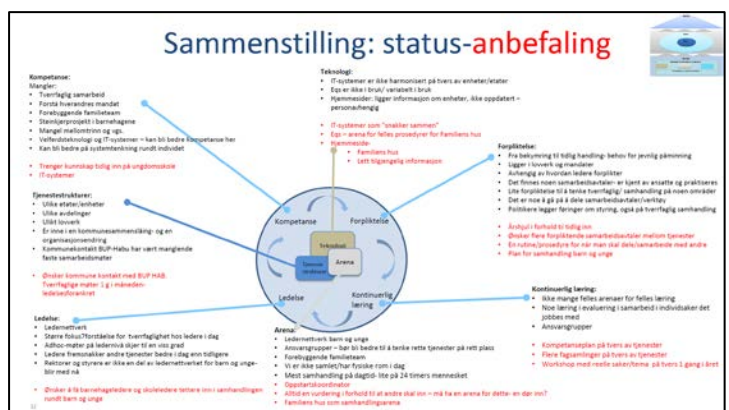 Sammenstilling: status-anbefaling
Kompetanse:
Mangler:
• Tverrfaglig samarbeid
• Forstå hverandres mandat
• Forebyggende familieteam
• Steinkjerprosjekt i barnehagene
• Mangel mellomtrinn og ugs.
• Velferdsteknologi og IT-systemer – kan bli bedre kompetanse her
• Kan bli bedre på systemtenkning rundt individet
• Trenger kunnskap tidlig inn på ungdomsskole
• IT-systemer
Teknologi:
• IT-systemer er ikke harmonisert på tvers av enheter/etater
• Eqs er ikke i bruk/ variabelt i bruk
• Hjemmesider: ligger informasjon om enheter, ikke oppdatert –
personavhengig
• IT-systemer som "snakker sammen"
• Eqs – arena for felles prosedyrer for Familiens hus
• Hjemmeside-
• Familiens hus
• Lett tilgjengelig informasjon
Forpliktelse:
• Fra bekymring til tidlig handling- behov for jevnlig påminning
• Ligger i lovverk og mandater
• Avhengig av hvordan leder forplikter
• Det finnes noen samarbeidsavtaler- er kjent av ansatte og praktiseres
• Lite forpliktelse til å tenke tverrfaglig/ samhandling på noen områder
• Det er noe å gå på å dele samarbeidsavtaler/verktøy
• Politikere legger føringer om styring, også på tverrfaglig samhandling
• Årshjul i forhold til tidlig inn
• Ønsker flere forpliktende samarbeidsavtaler mellom tjenester
• En rutine/prosedyre for når man skal dele/samarbeide med andre
• Plan for samhandling barn og unge
Tjenestestrukturer:
• Ulike etater/enheter
• Ulike avdelinger
• Ulikt lovverk
• Er inne i en kommunesammenslåing- og en
organisasjonsendring
• Kommunekontakt BUP-Habu har vært manglende
faste samarbeidsmøter
• Ønsker kommune kontakt med BUP HAB.
Tverrfaglige møter 1 g i måneden-
ledelse/forankret
Kompetanse
Forpliktelse
Teknologi
Arena
Ledelse
Kontinuerlig
læring
Kontinuerlig læring:
• Ikke mange felles arenaer for felles læring
• Noe læring i evaluering i samarbeid i individsaker det
jobbes med
• Ansvarsgrupper
• Kompetanseplan på tvers av tjenester
• Flere fagsamlinger på tvers av tjenester
• Workshop med reelle saker/tema på tvers 1 gang i året
Ledelse:
• Ledernettverk
• Større fokus?forståelse for tverrfaglighet hos ledere i dag
• Adhoc-møter på ledernivå skjer til en viss grad
• Ledere fremsnakker andre tjenester bedre i dag enn tidligere
• Rektorer og styrere er ikke en del av ledernettverket for barn og unge-
blir med nå
• Ønsker å få barnehageledere og skoleledere tettere inn i samhandlingen
rundt barn og unge
Arena:
• Ledernettverk barn og unge
• Ansvarsgrupper – bør bli bedre til å tenke rette tjenester på rett plass
• Forebyggende familieteam
• Vi er ikke samlet/har fysiske rom i dag
• Mest samhandling på dagtid- lite på 24 timers mennesket
• Oppstartskoordinator
• Alltid en vurdering i forhold til at andre skal inn – må ha en arena for dette- en dør inn?
• Familiens hus som samhandlingsarena